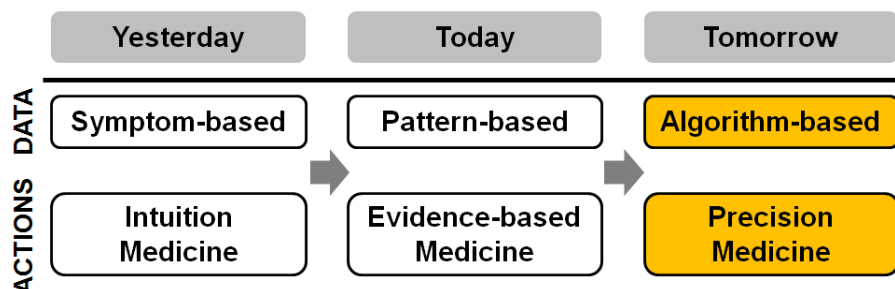 Yesterday
Today
Tomorrow
DATA
Symptom-based
Pattern-based
Algorithm-based
ACTIONS
Intuition
Medicine
Evidence-based
Medicine
Precision
Medicine